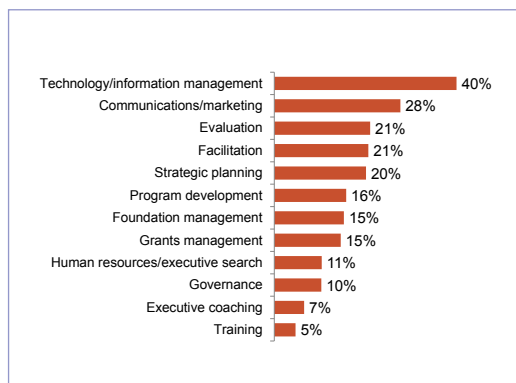 Technology/information management 40%
Communications/marketing 28%
Evaluation 21%
Facilitation 21%
Strategic planning 20%
Program development 16%
Foundation management 15%
Grants management 15%
Human resources/executive search 11%
Governance 10%
Executive coaching 7%
Training 5%